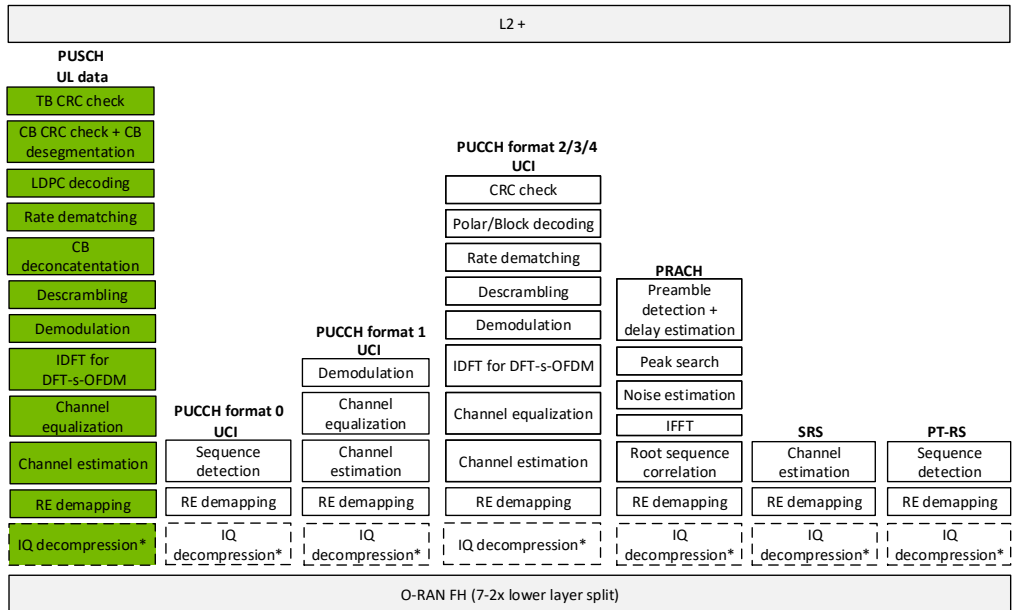 L2 +
PUSCH
UL data
TB CRC check
CB CRC check + CB
desegmentation
LDPC decoding
Rate dematching
CB
deconcatentation
Descrambling
Demodulation
IDFT for
DFT-s-OFDM
Channel
equalization
Channel estimation
RE demapping
IQ decompression*
PUCCH format 0
UCI
Sequence
detection
RE demapping
IQ
decompression*
PUCCH format 1
UCI
Demodulation
Channel
equalization
Channel
estimation
RE demapping
IQ
decompression*
PUCCH format 2/3/4
UCI
CRC check
Polar/Block decoding
Rate dematching
Descrambling
Demodulation
IDFT for DFT-s-OFDM
Channel equalization
Channel estimation
RE demapping
IQ decompression*
PRACH
Preamble
detection +
delay estimation
Peak search
Noise estimation
IFFT
Root sequence
correlation
RE demapping
IQ
decompression*
SRS
Channel
estimation
RE demapping
IQ
decompression*
PT-RS
Sequence
detection
RE demapping
IQ
decompression*
O-RAN FH (7-2x lower layer split)